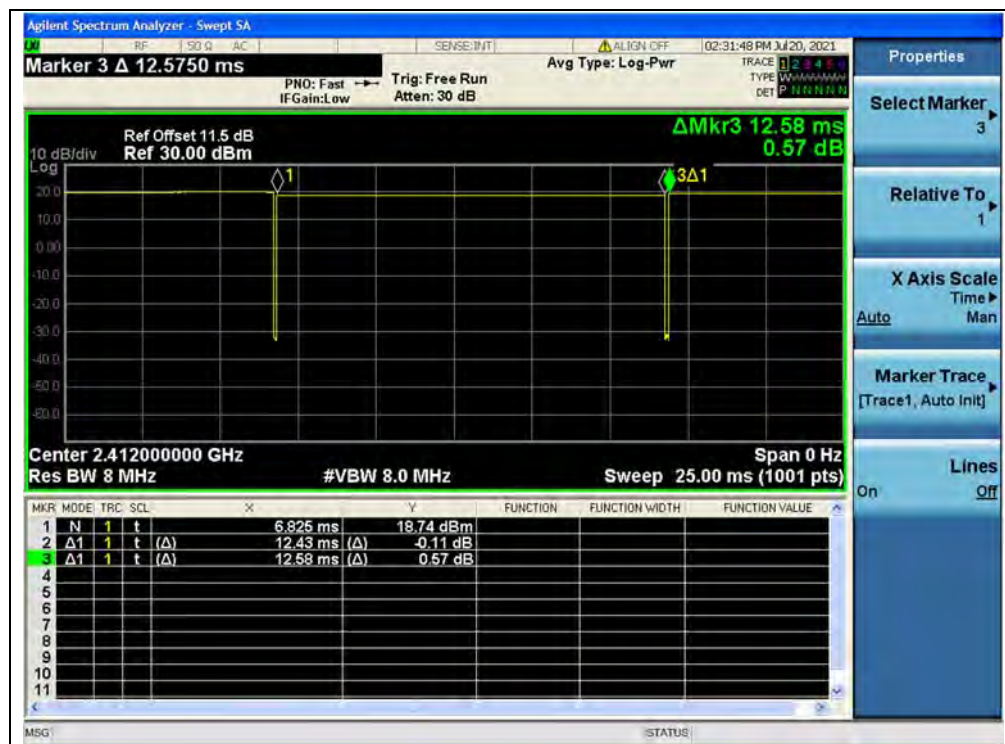 Agilent Spectrum Analyzer - Swept SA
RF 50 Ω AC SENSE:INT ALIGN OFF 02:31:48 PM Jul 20, 2021
Marker 3 Δ 12.5750 ms
PNO: Fast
IFGain:Low
Trig: Free Run
Atten: 30 dB
Avg Type: Log-Pwr
TRACE 1 2 3 4 5 6
TYPE
DET P N N N N N
Ref Offset 11.5 dB
10 dB/div Ref 30.00 dBm
Log
ΔMkr3 12.58 ms
0.57 dB
1
3Δ1
20.0
10.0
0.00
-10.0
-20.0
-30.0
-40.0
-50.0
-60.0
Center 2.412000000 GHz Span 0 Hz
Res BW 8 MHz #VBW 8.0 MHz Sweep 25.00 ms (1001 pts)
MKR MODE TRC SCL X Y FUNCTION FUNCTION WIDTH FUNCTION VALUE
1 N 1 t 6.825 ms 18.74 dBm
2 Δ1 1 t (Δ) 12.43 ms (Δ) -0.11 dB
3 Δ1 1 t (Δ) 12.58 ms (Δ) 0.57 dB
4
5
6
7
8
9
10
11
MSG STATUS
Properties
Select Marker
3
Relative To
1
X Axis Scale
Time
Auto Man
Marker Trace
[Trace1, Auto Init]
Lines
On Off